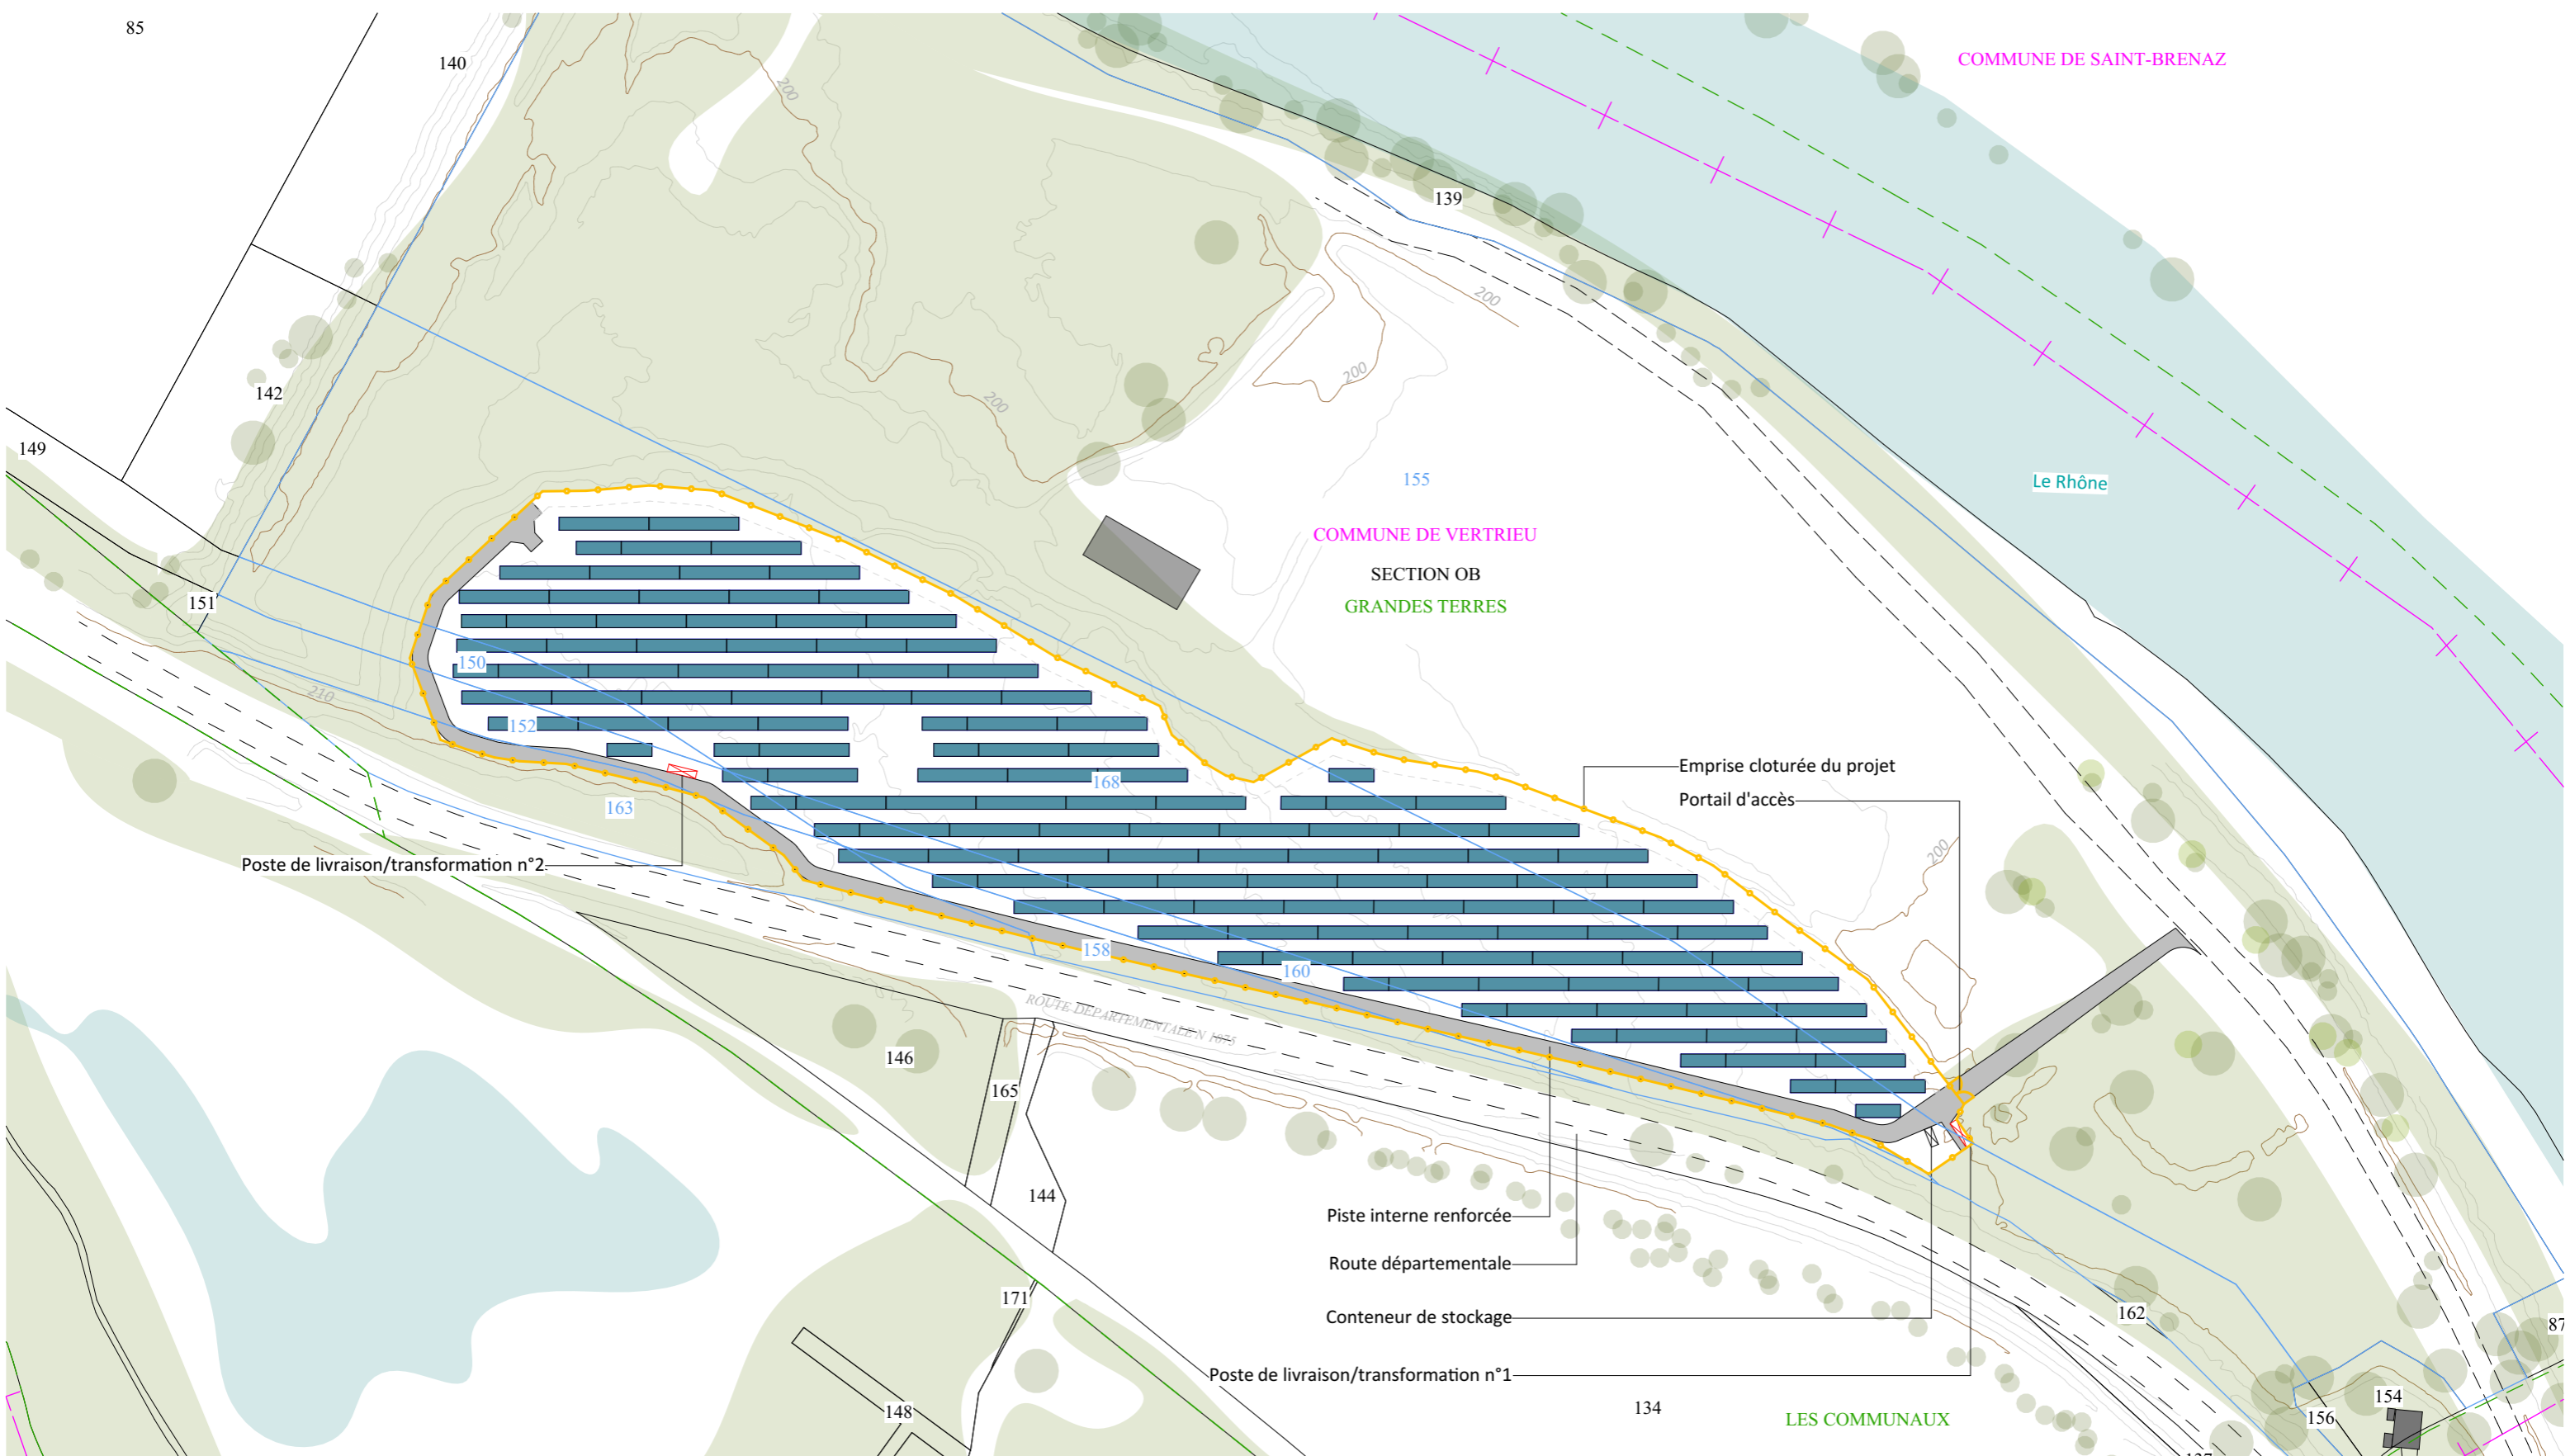 85
140
COMMUNE DE SAINT-BRENAZ
200
139
200
200
142
200
149
155
Le Rhône
COMMUNE DE VERTRIEU
SECTION OB
GRANDES TERRES
151
150
210
152
Emprise cloturée du projet
168
Portail d'accès
163
200
Poste de livraison/transformation n°2
158
160
ROUTE DEPARTEMENTALE N 1075
146
165
144
Piste interne renforcée
Route départementale
171
Conteneur de stockage
162
87
Poste de livraison/transformation n°1
154
134
148
LES COMMUNAUX
156
137